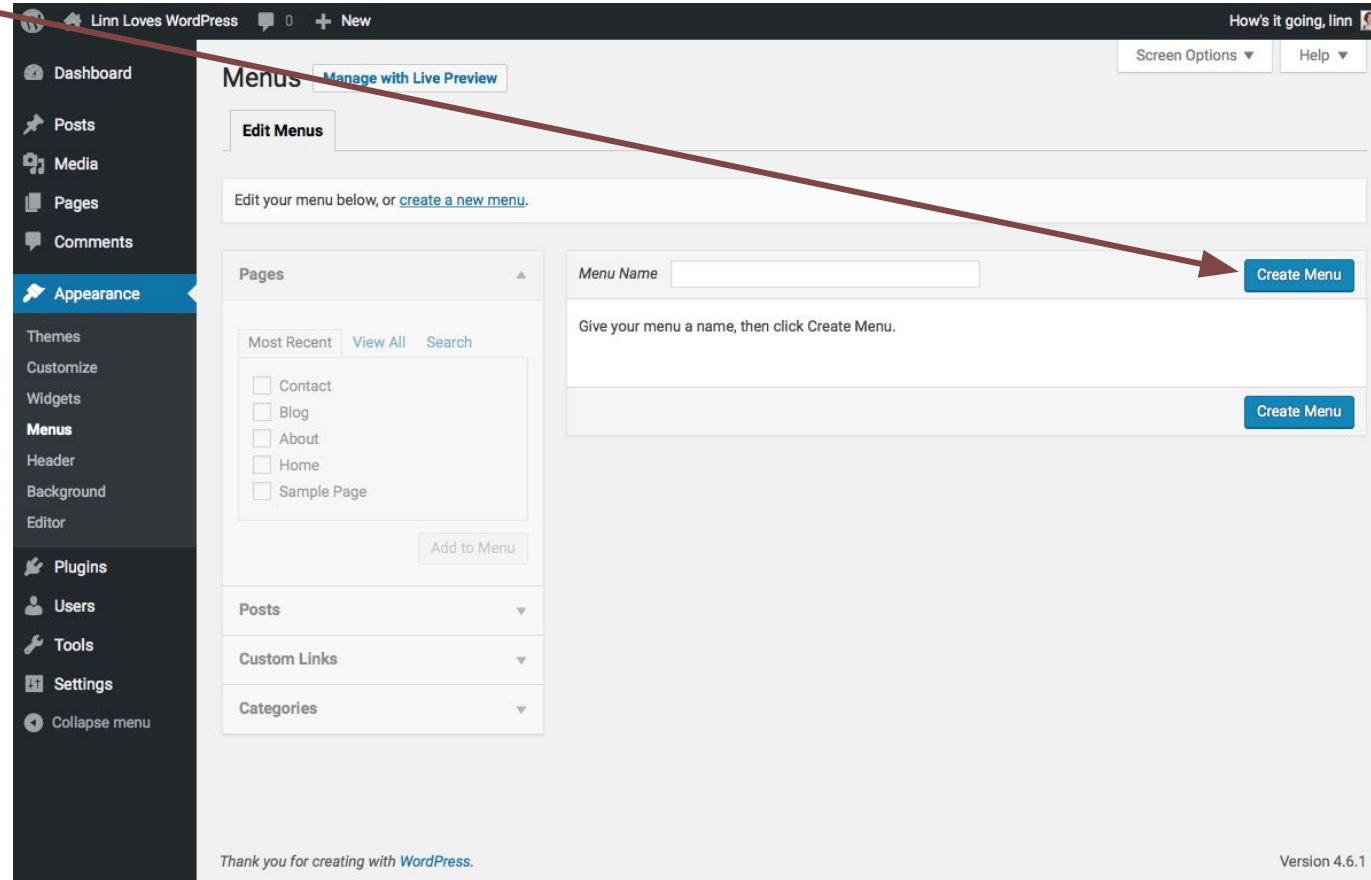 Linn Loves WordPress 0 New How's it going, linn
Screen Options Help
Menus Manage with Live Preview
Edit Menus
Edit your menu below, or create a new menu.
Dashboard
Posts
Media
Pages
Comments
Appearance
Themes
Customize
Widgets
Menus
Header
Background
Editor
Plugins
Users
Tools
Settings
Collapse menu
Pages
Most Recent View All Search
Contact
Blog
About
Home
Sample Page
Add to Menu
Posts
Custom Links
Categories
Menu Name Create Menu
Give your menu a name, then click Create Menu.
Create Menu
Thank you for creating with WordPress. Version 4.6.1